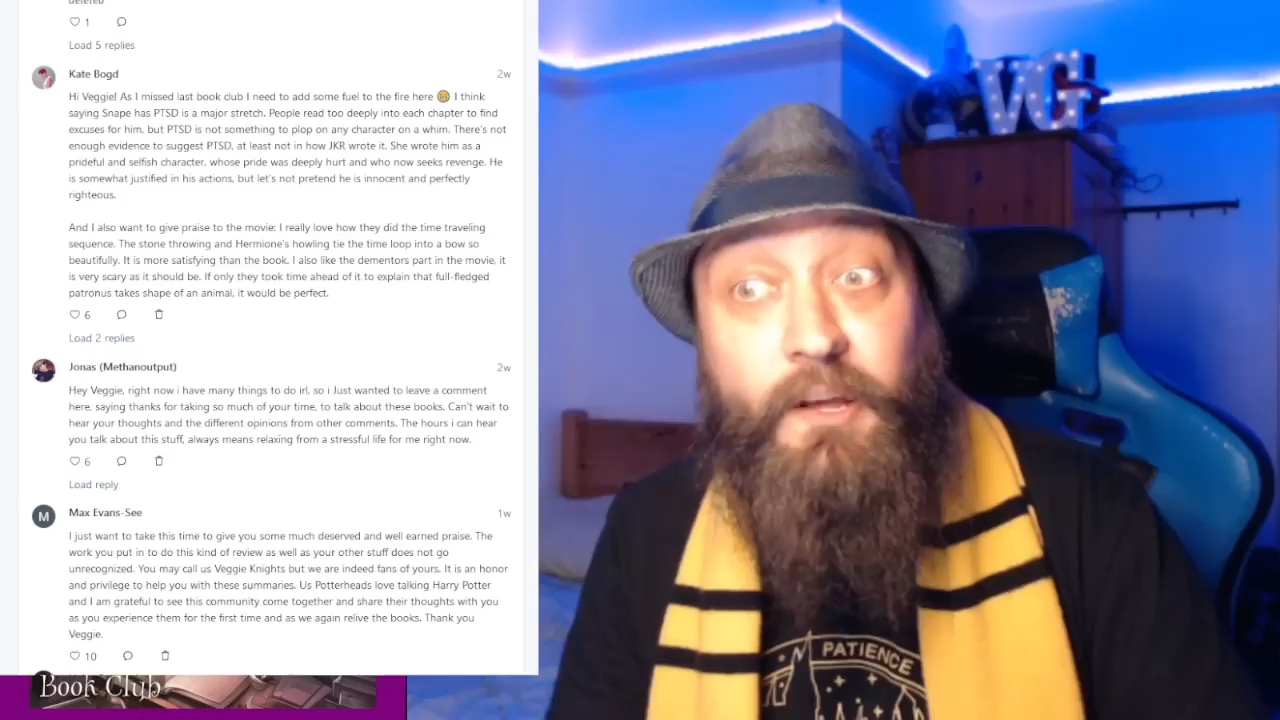 deleted
1
Load 5 replies
Kate Bogd 2w
Hi Veggie! As I missed last book club I need to add some fuel to the fire here 😁 I think
saying Snape has PTSD is a major stretch. People read too deeply into each chapter to find
excuses for him, but PTSD is not something to plop on any character on a whim. There's not
enough evidence to suggest PTSD, at least not in how JKR wrote it. She wrote him as a
prideful and selfish character, whose pride was deeply hurt and who now seeks revenge. He
is somewhat justified in his actions, but let's not pretend he is innocent and perfectly
righteous.
And I also want to give praise to the movie: I really love how they did the time traveling
sequence. The stone throwing and Hermione's howling tie the time loop into a bow so
beautifully. It is more satisfying than the book. I also like the dementors part in the movie, it
is very scary as it should be. If only they took time ahead of it to explain that full-fledged
patronus takes shape of an animal, it would be perfect.
6
Load 2 replies
Jonas (Methanoutput) 2w
Hey Veggie, right now i have many things to do irl, so i Just wanted to leave a comment
here, saying thanks for taking so much of your time, to talk about these books. Can't wait to
hear your thoughts and the different opinions from other comments. The hours i can hear
you talk about this stuff, always means relaxing from a stressful life for me right now.
6
Load reply
M
Max Evans-See 1w
I just want to take this time to give you some much deserved and well earned praise. The
work you put in to do this kind of review as well as your other stuff does not go
unrecognized. You may call us Veggie Knights but we are indeed fans of yours. It is an honor
and privilege to help you with these summaries. Us Potterheads love talking Harry Potter
and I am grateful to see this community come together and share their thoughts with you
as you experience them for the first time and as we again relive the books. Thank you
Veggie.
10
Book Club
VG
PATIENCE